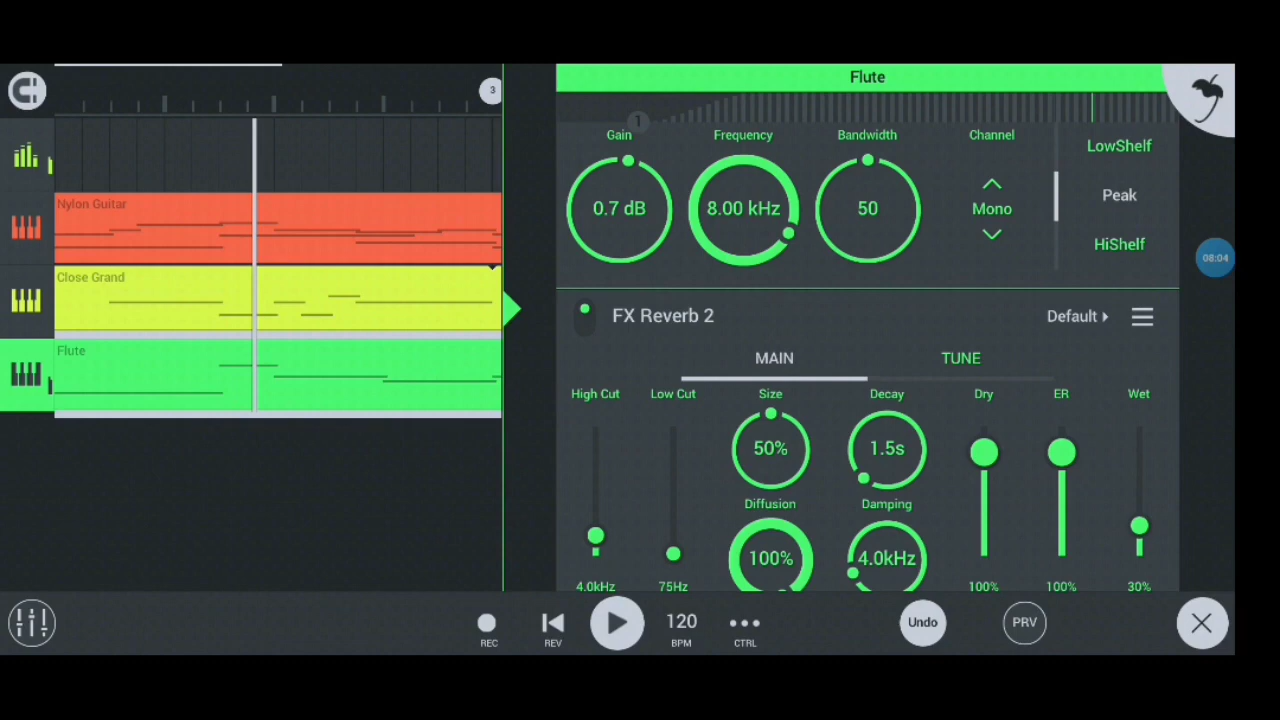 Flute
3
1
Gain Frequency Bandwidth Channel
LowShelf
0.7 dB 8.00 kHz 50 Mono
Peak
HiShelf
Nylon Guitar
Close Grand
Flute
08:04
FX Reverb 2 Default
MAIN TUNE
High Cut Low Cut Size Decay Dry ER Wet
50% 1.5s
Diffusion Damping
100% 4.0kHz
4.0kHz 75Hz 100% 100% 30%
REC REV 120 BPM CTRL Undo PRV